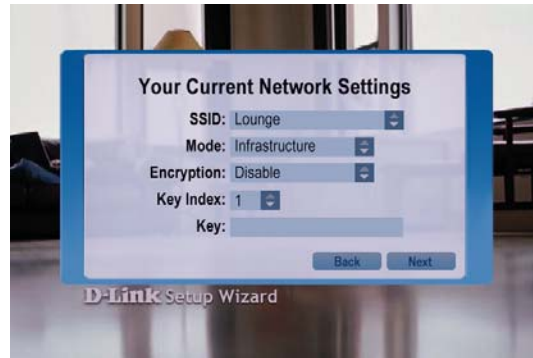 Your Current Network Settings
SSID: Lounge
Mode: Infrastructure
Encryption: Disable
Key Index: 1
Key:
Back Next
D-Link Setup Wizard